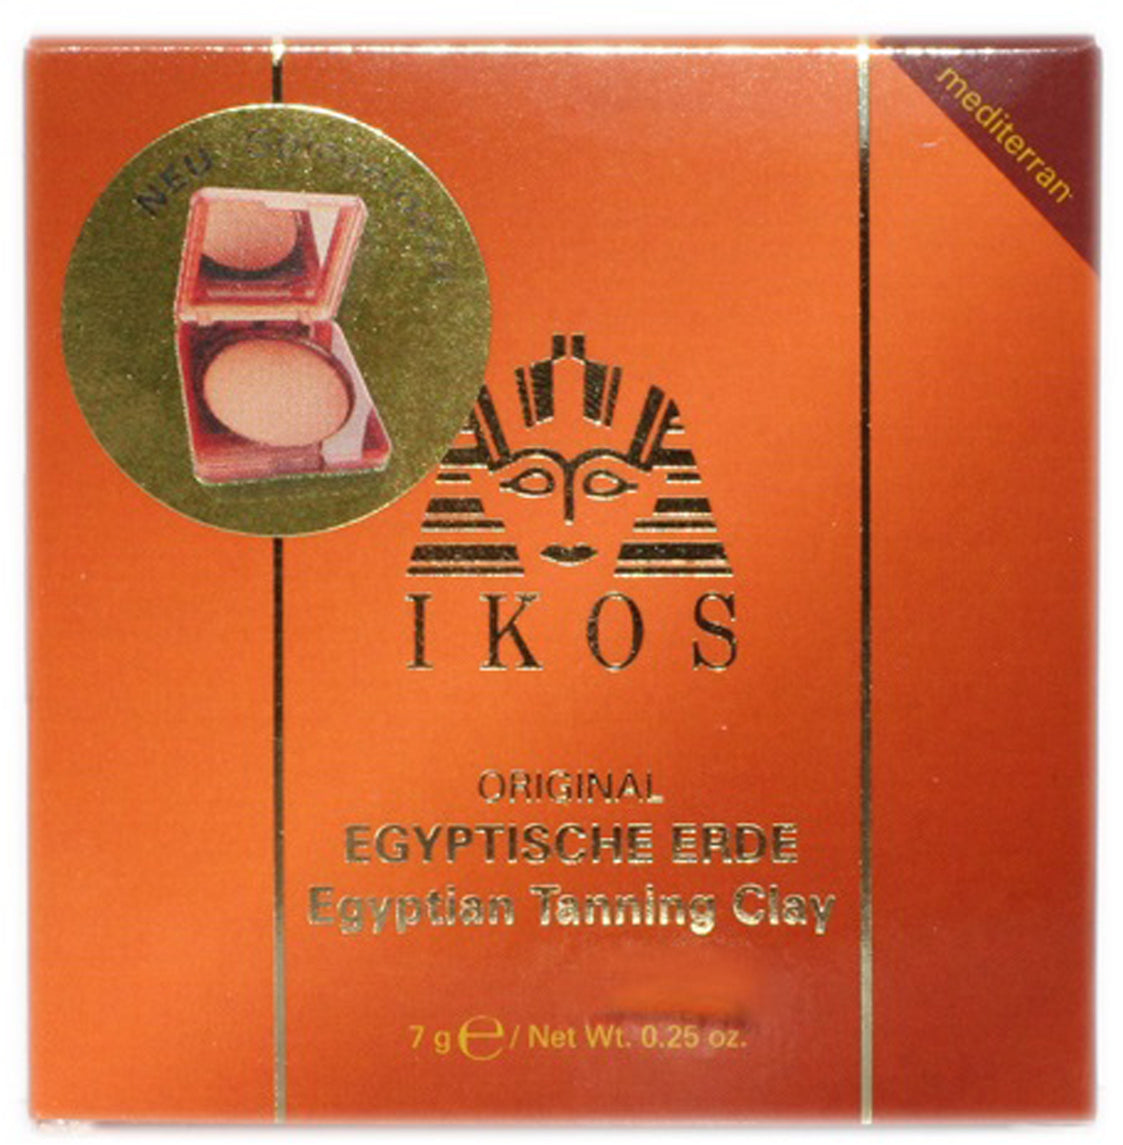 mediterran
NEU
IKOS
ORIGINAL
EGYPTISCHE ERDE
Egyptian Tanning Clay
7 g ℮ / Net Wt. 0.25 oz.